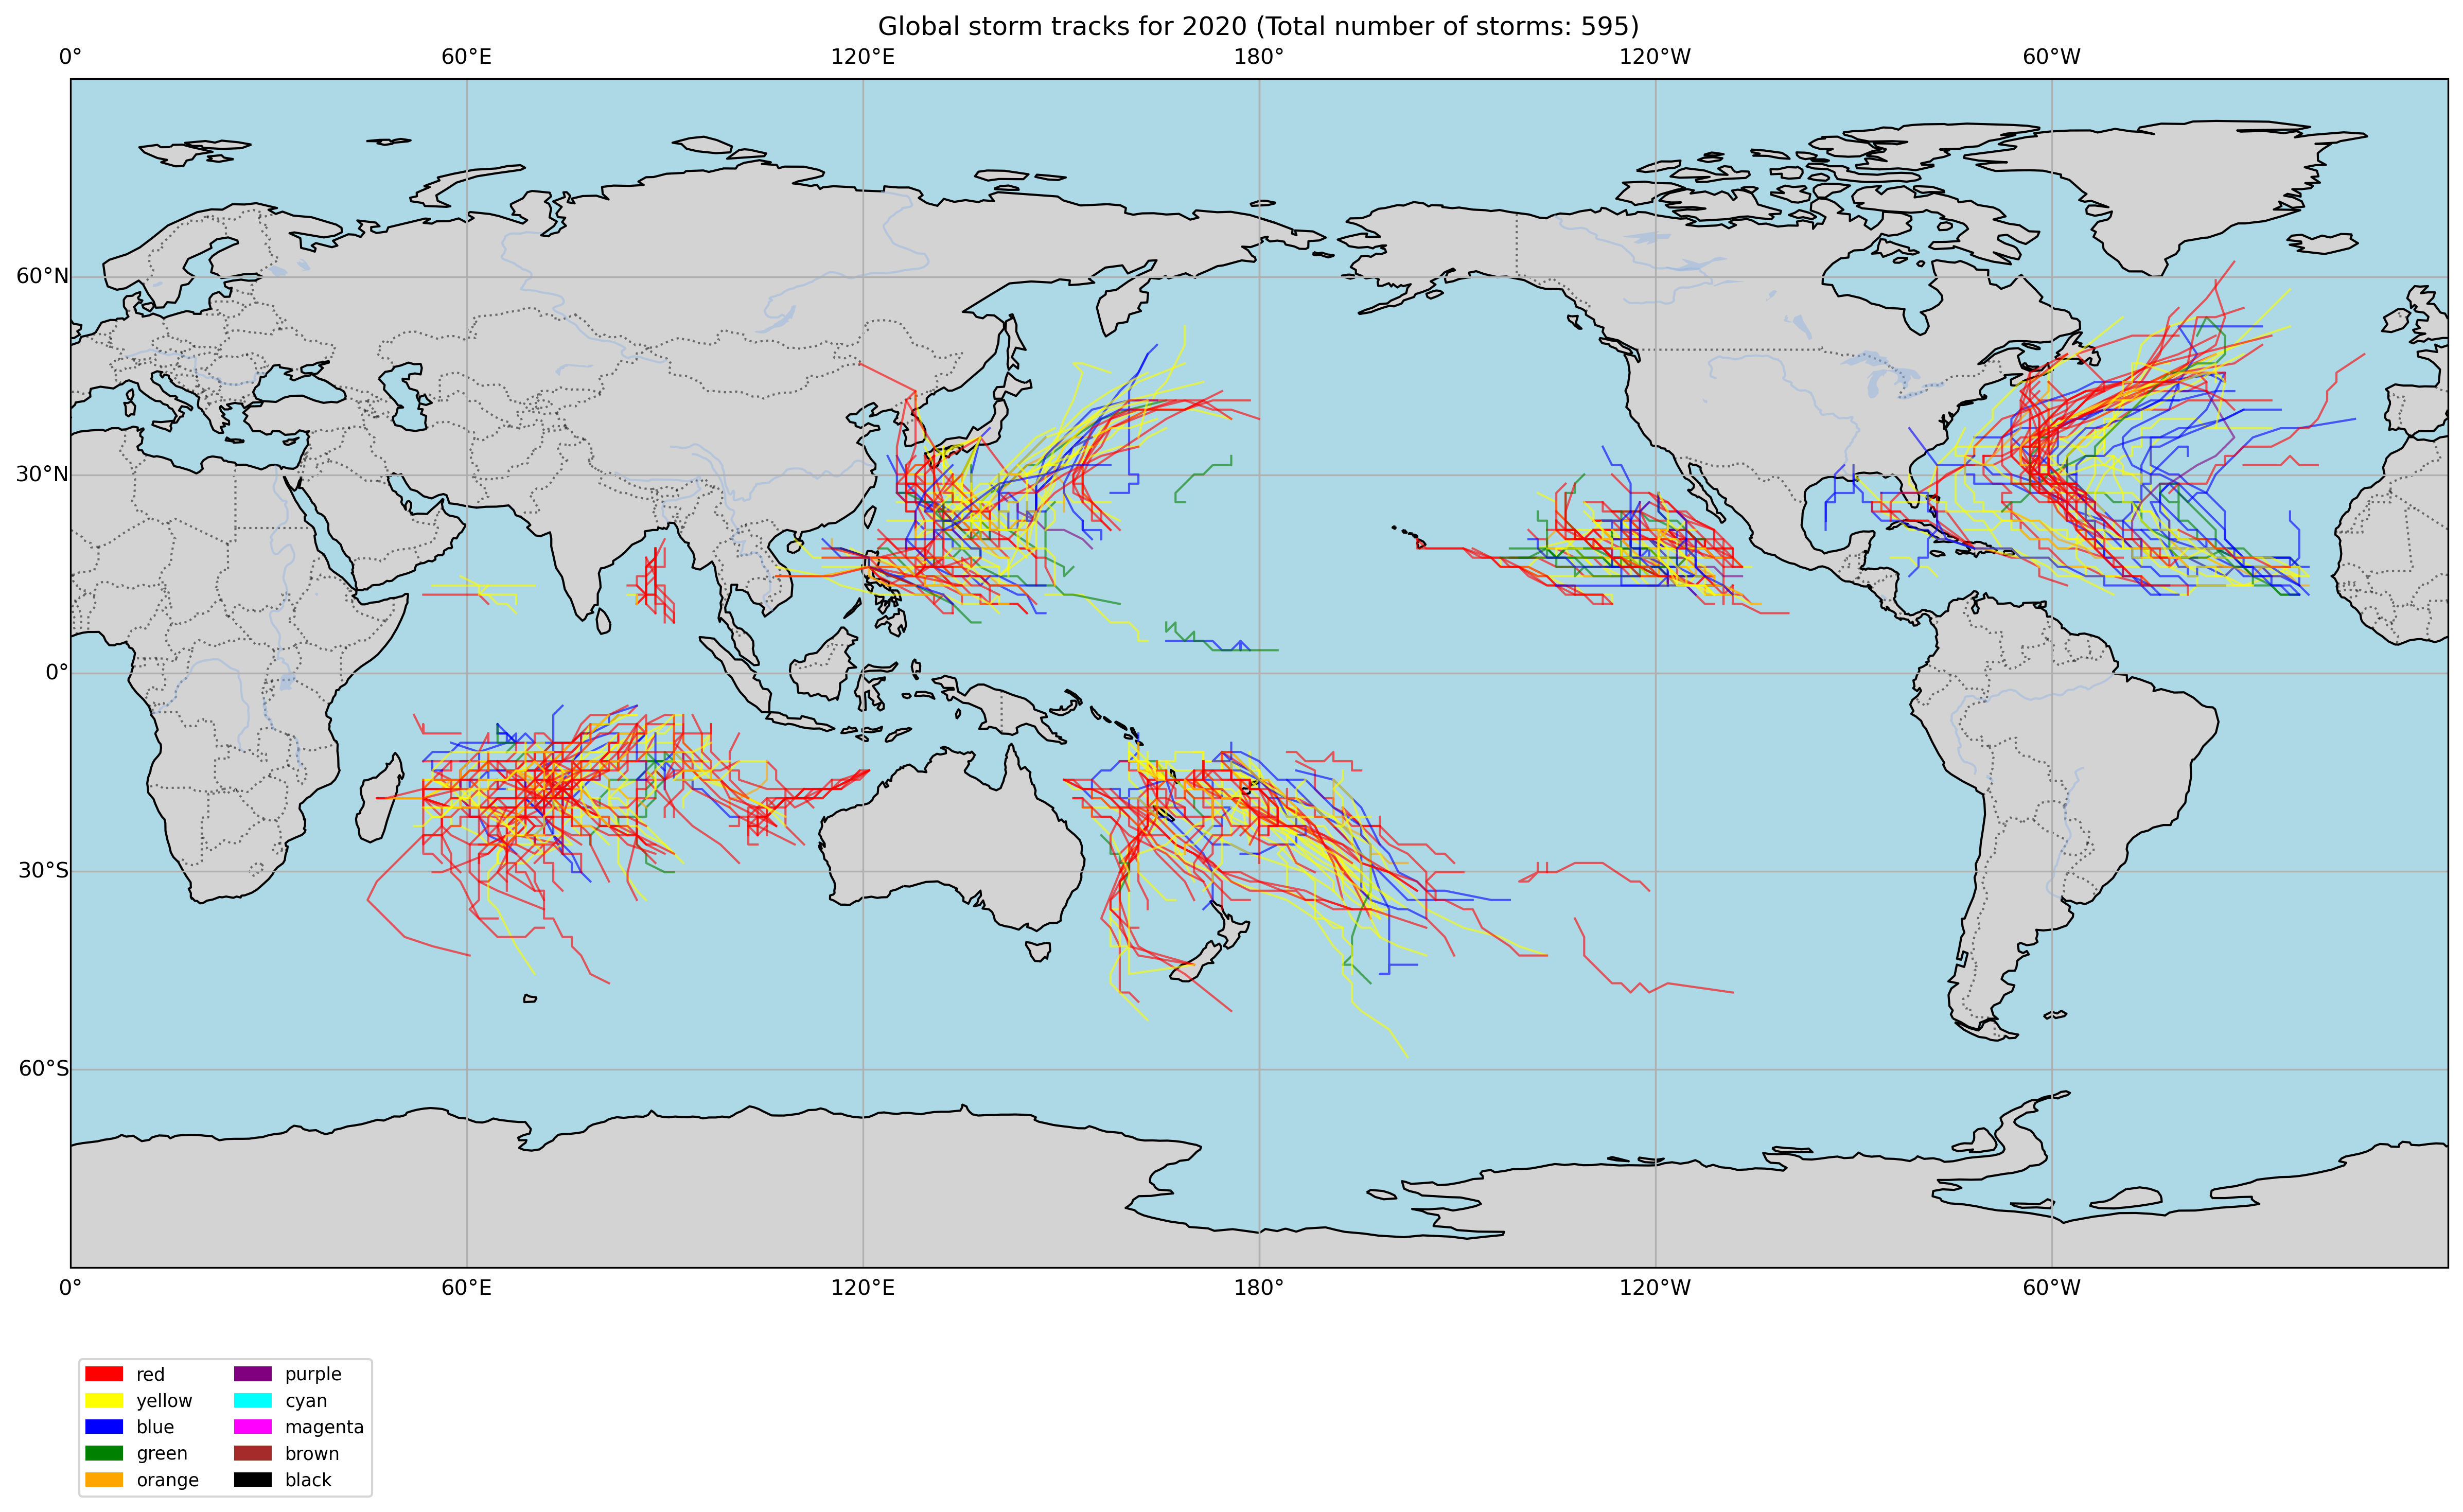 Global storm tracks for 2020 (Total number of storms: 595)
0° 60°E 120°E 180° 120°W 60°W
60°N
30°N
0°
30°S
60°S
0° 60°E 120°E 180° 120°W 60°W
red
yellow
blue
green
orange
purple
cyan
magenta
brown
black